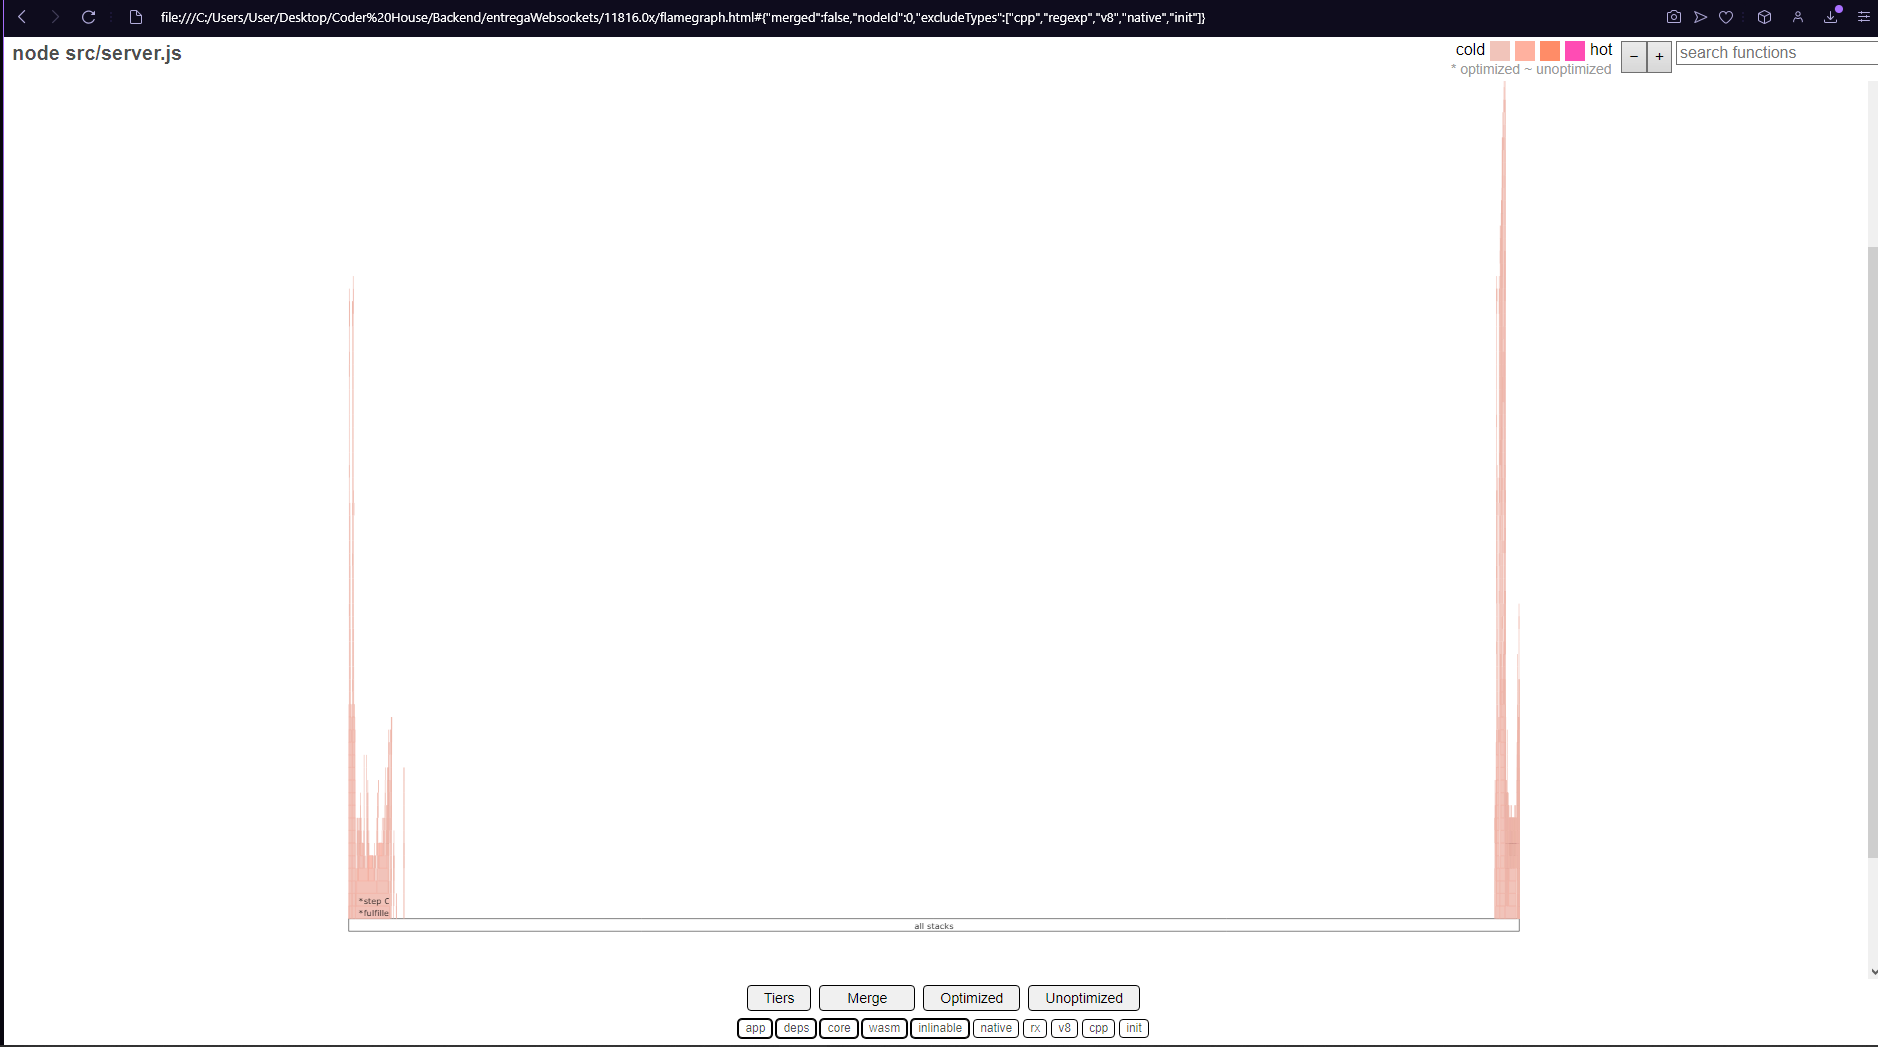 file:///C:/Users/User/Desktop/Coder%20House/Backend/entregaWebsockets/11816.0x/flamegraph.html#{"merged":false,"nodeId":0,"excludeTypes":["cpp","regexp","v8","native","init"]}
node src/server.js
cold hot
* optimized ~ unoptimized
− +
search functions
*step C
*fulfille
all stacks
Tiers Merge Optimized Unoptimized
app deps core wasm inlinable native rx v8 cpp init